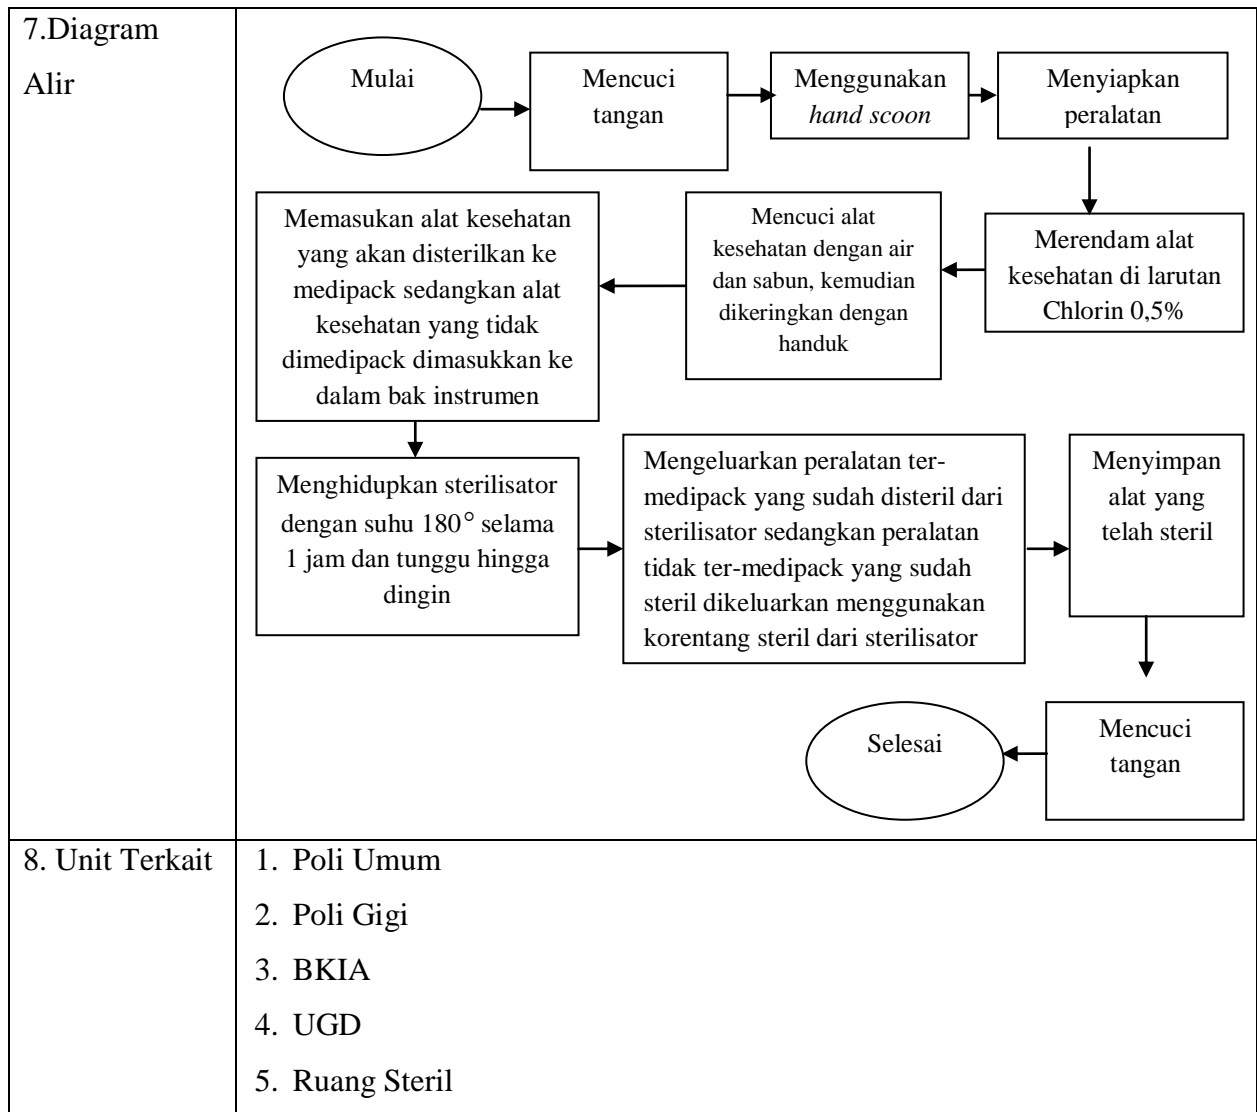 7.Diagram
Alir
Mulai
Mencuci
tangan
Menggunakan
hand scoon
Menyiapkan
peralatan
Merendam alat
kesehatan di larutan
Chlorin 0,5%
Mencuci alat
kesehatan dengan air
dan sabun, kemudian
dikeringkan dengan
handuk
Memasukan alat kesehatan
yang akan disterilkan ke
medipack sedangkan alat
kesehatan yang tidak
dimedipack dimasukkan ke
dalam bak instrumen
Menghidupkan sterilisator
dengan suhu 180° selama
1 jam dan tunggu hingga
dingin
Mengeluarkan peralatan ter-
medipack yang sudah disteril dari
sterilisator sedangkan peralatan
tidak ter-medipack yang sudah
steril dikeluarkan menggunakan
korentang steril dari sterilisator
Menyimpan
alat yang
telah steril
Mencuci
tangan
Selesai
8. Unit Terkait
1. Poli Umum
2. Poli Gigi
3. BKIA
4. UGD
5. Ruang Steril